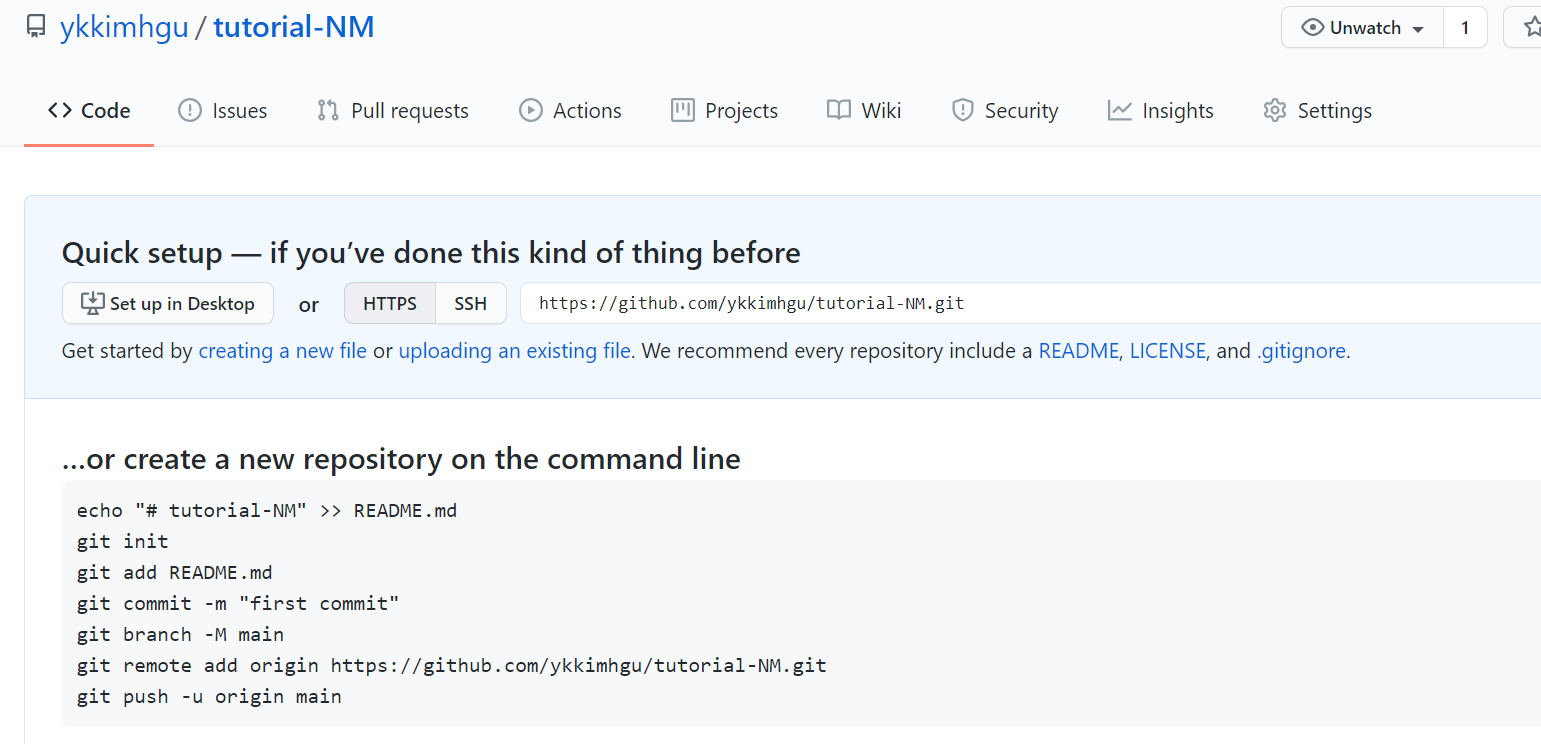 ykkimhgu / tutorial-NM
Unwatch 1
Code Issues Pull requests Actions Projects Wiki Security Insights Settings
Quick setup — if you’ve done this kind of thing before
Set up in Desktop or HTTPS SSH https://github.com/ykkimhgu/tutorial-NM.git
Get started by creating a new file or uploading an existing file. We recommend every repository include a README, LICENSE, and .gitignore.
…or create a new repository on the command line
echo "# tutorial-NM" >> README.md
git init
git add README.md
git commit -m "first commit"
git branch -M main
git remote add origin https://github.com/ykkimhgu/tutorial-NM.git
git push -u origin main